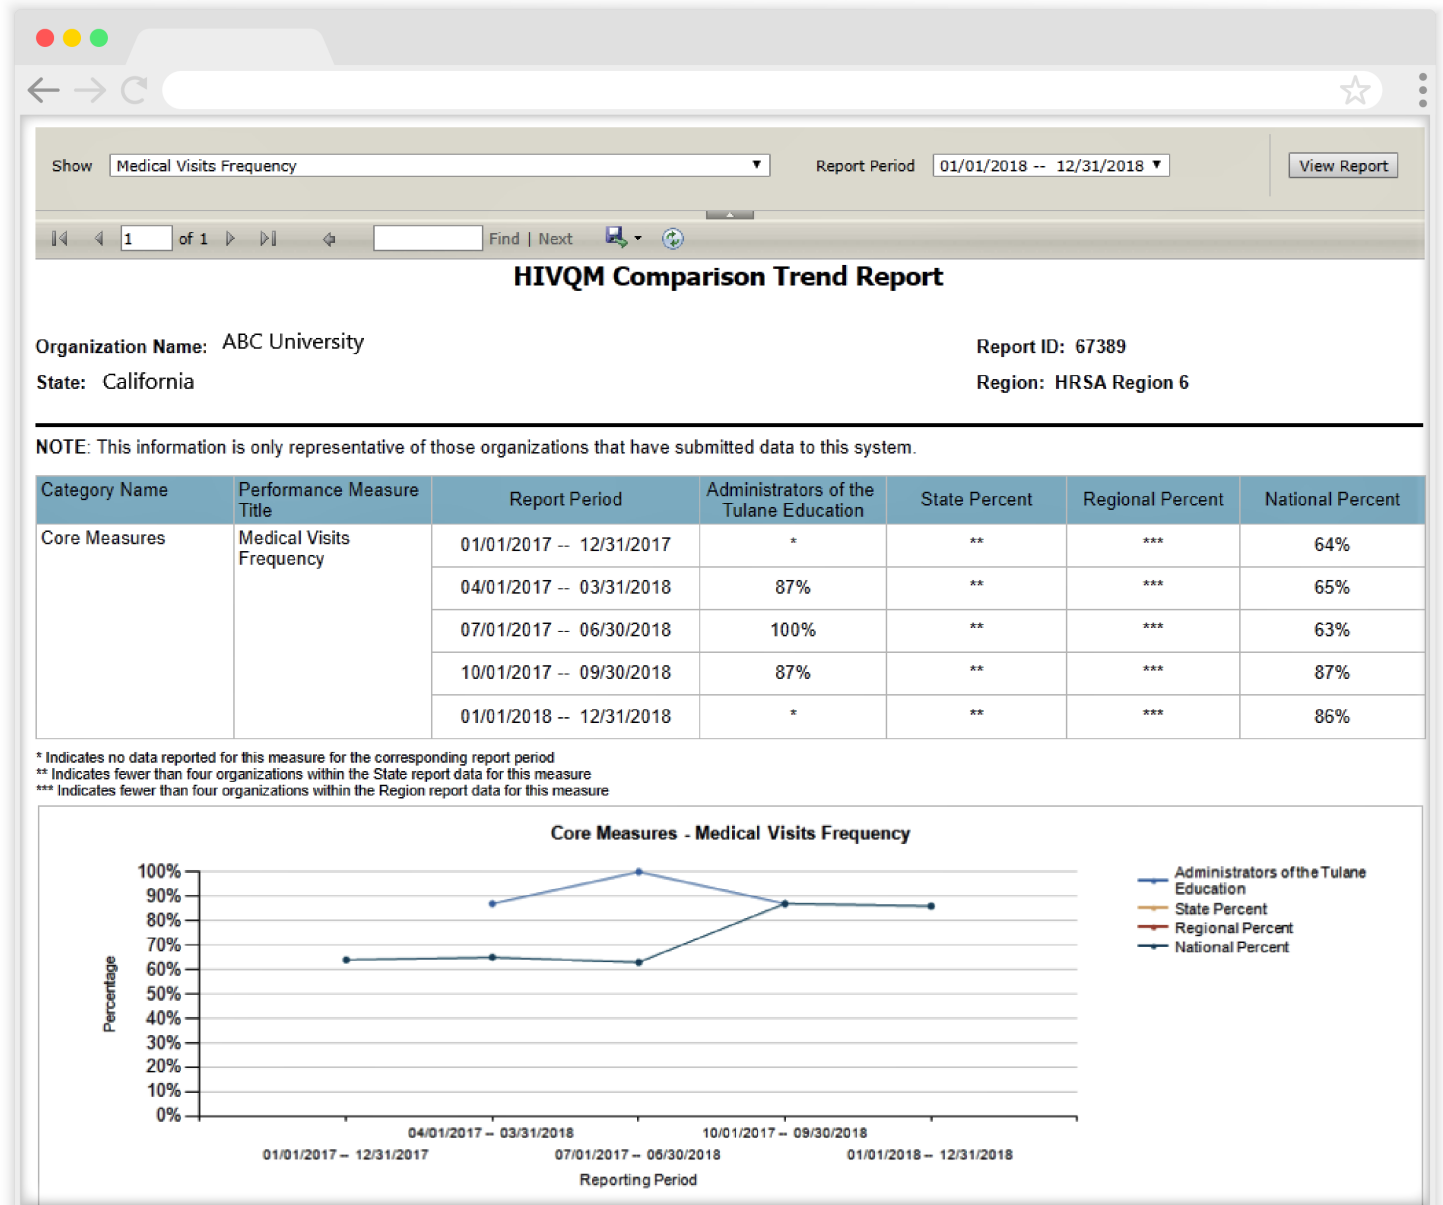 Show Medical Visits Frequency Report Period 01/01/2018 -- 12/31/2018 View Report
1 of 1 Find | Next
HIVQM Comparison Trend Report
Organization Name: ABC University Report ID: 67389
State: California Region: HRSA Region 6
NOTE: This information is only representative of those organizations that have submitted data to this system.
Category Name Performance Measure Title Report Period Administrators of the Tulane Education State Percent Regional Percent National Percent
Core Measures Medical Visits Frequency 01/01/2017 -- 12/31/2017 * ** *** 64%
04/01/2017 -- 03/31/2018 87% ** *** 65%
07/01/2017 -- 06/30/2018 100% ** *** 63%
10/01/2017 -- 09/30/2018 87% ** *** 87%
01/01/2018 -- 12/31/2018 * ** *** 86%
* Indicates no data reported for this measure for the corresponding report period
** Indicates fewer than four organizations within the State report data for this measure
*** Indicates fewer than four organizations within the Region report data for this measure
Core Measures - Medical Visits Frequency
100%
90%
80%
70%
60%
50%
40%
30%
20%
10%
0%
Percentage
04/01/2017 -- 03/31/2018 10/01/2017 -- 09/30/2018
01/01/2017 -- 12/31/2017 07/01/2017 -- 06/30/2018 01/01/2018 -- 12/31/2018
Reporting Period
Administrators of the Tulane
Education
State Percent
Regional Percent
National Percent